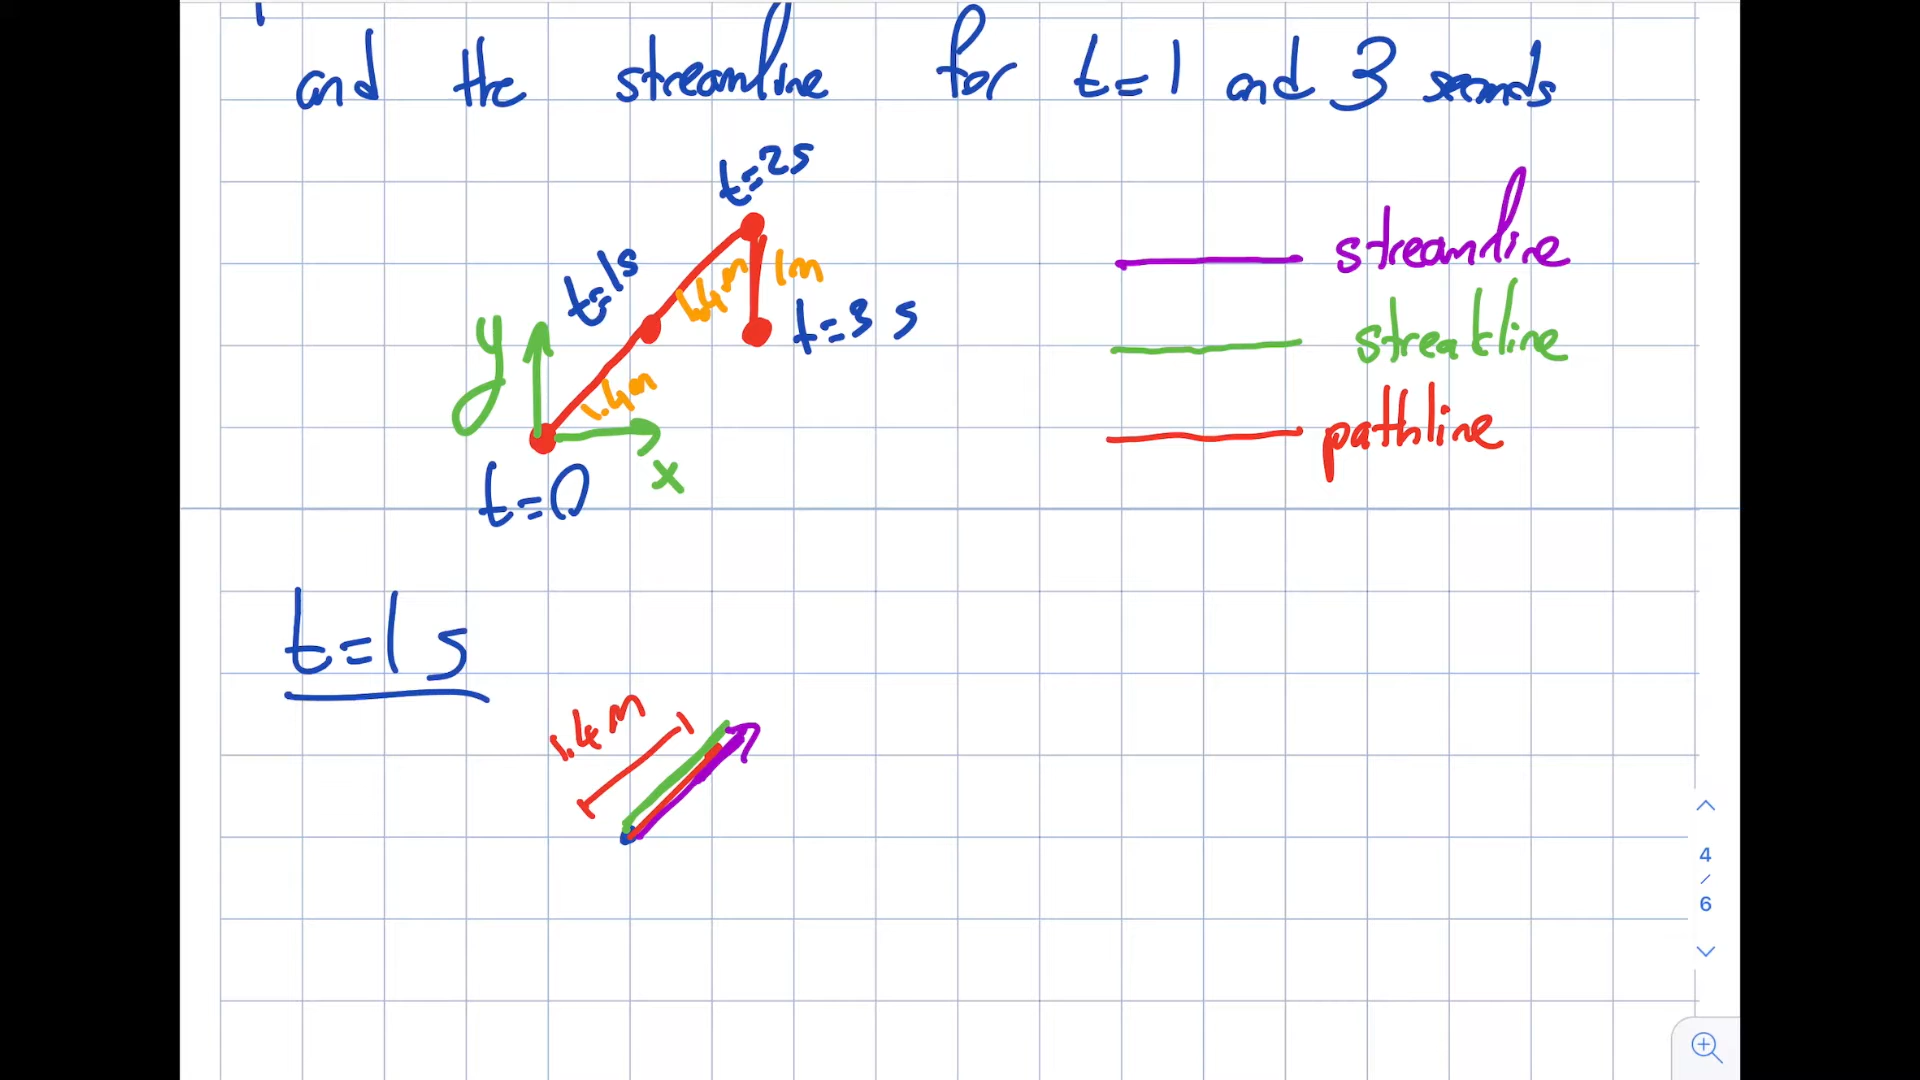 and the streamline for t=1 and 3 seconds
t=2s
streamline
t=1s
1.4m
1m
y
t=3 s
streakline
1.4m
pathline
x
t=0
t=1 s
1.4m
4
/
6